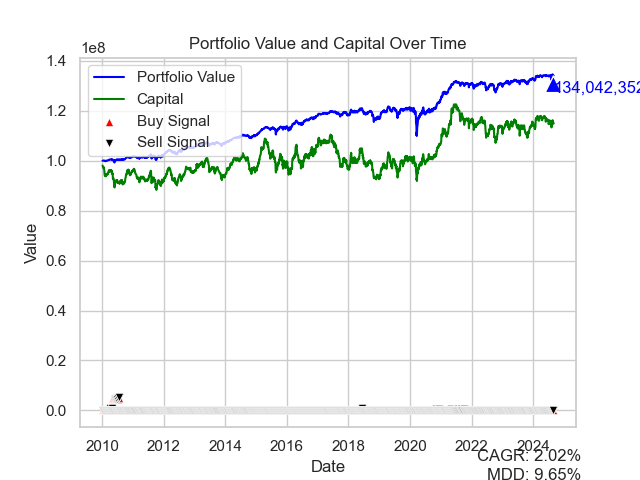 Portfolio Value and Capital Over Time
1e8
1.4
1.2
1.0
0.8
0.6
0.4
0.2
0.0
Value
Portfolio Value
Capital
Buy Signal
Sell Signal
134,042,352
2010 2012 2014 2016 2018 2020 2022 2024
Date
CAGR: 2.02%
MDD: 9.65%